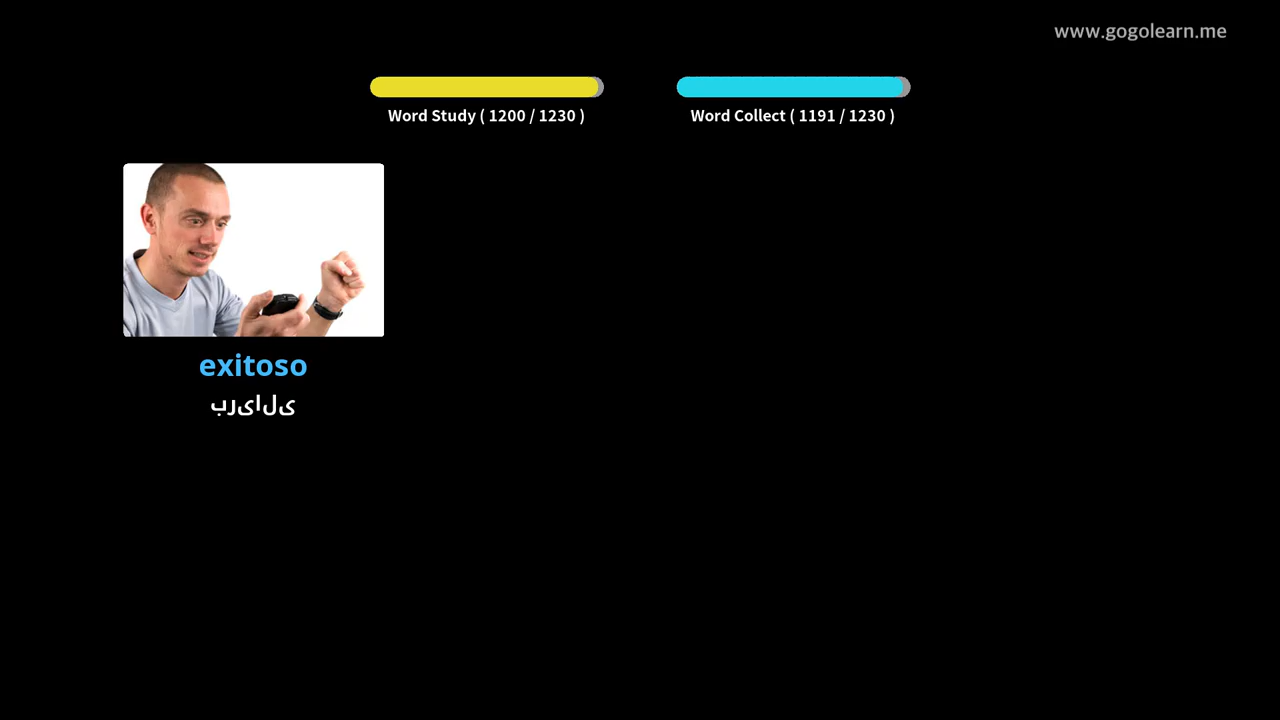 www.gogolearn.me
Word Study ( 1200 / 1230 )
Word Collect ( 1191 / 1230 )
exitoso
بریالی